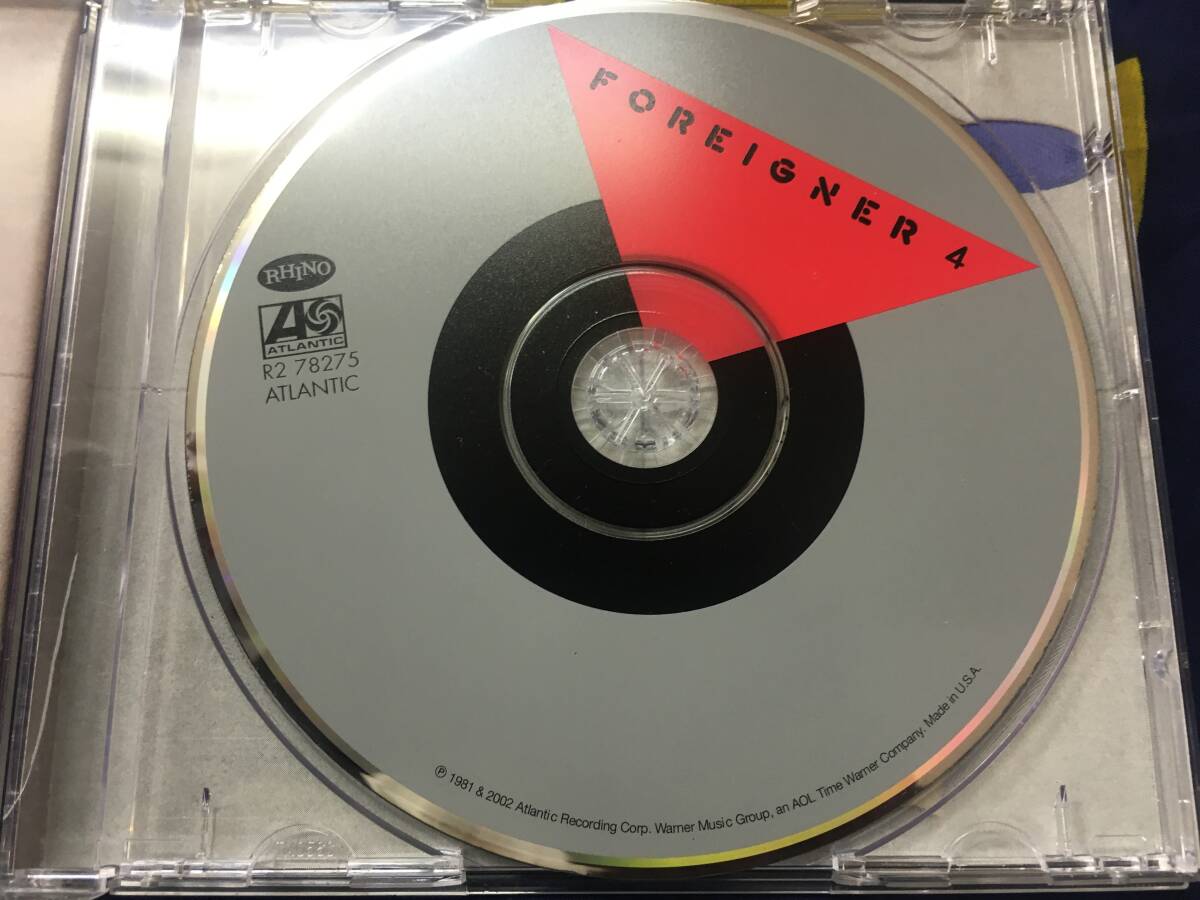 FOREIGNER 4
RHINO
ATLANTIC
R2 78275
ATLANTIC
℗ 1981 & 2002 Atlantic Recording Corp. Warner Music Group, an AOL Time Warner Company. Made in U.S.A.